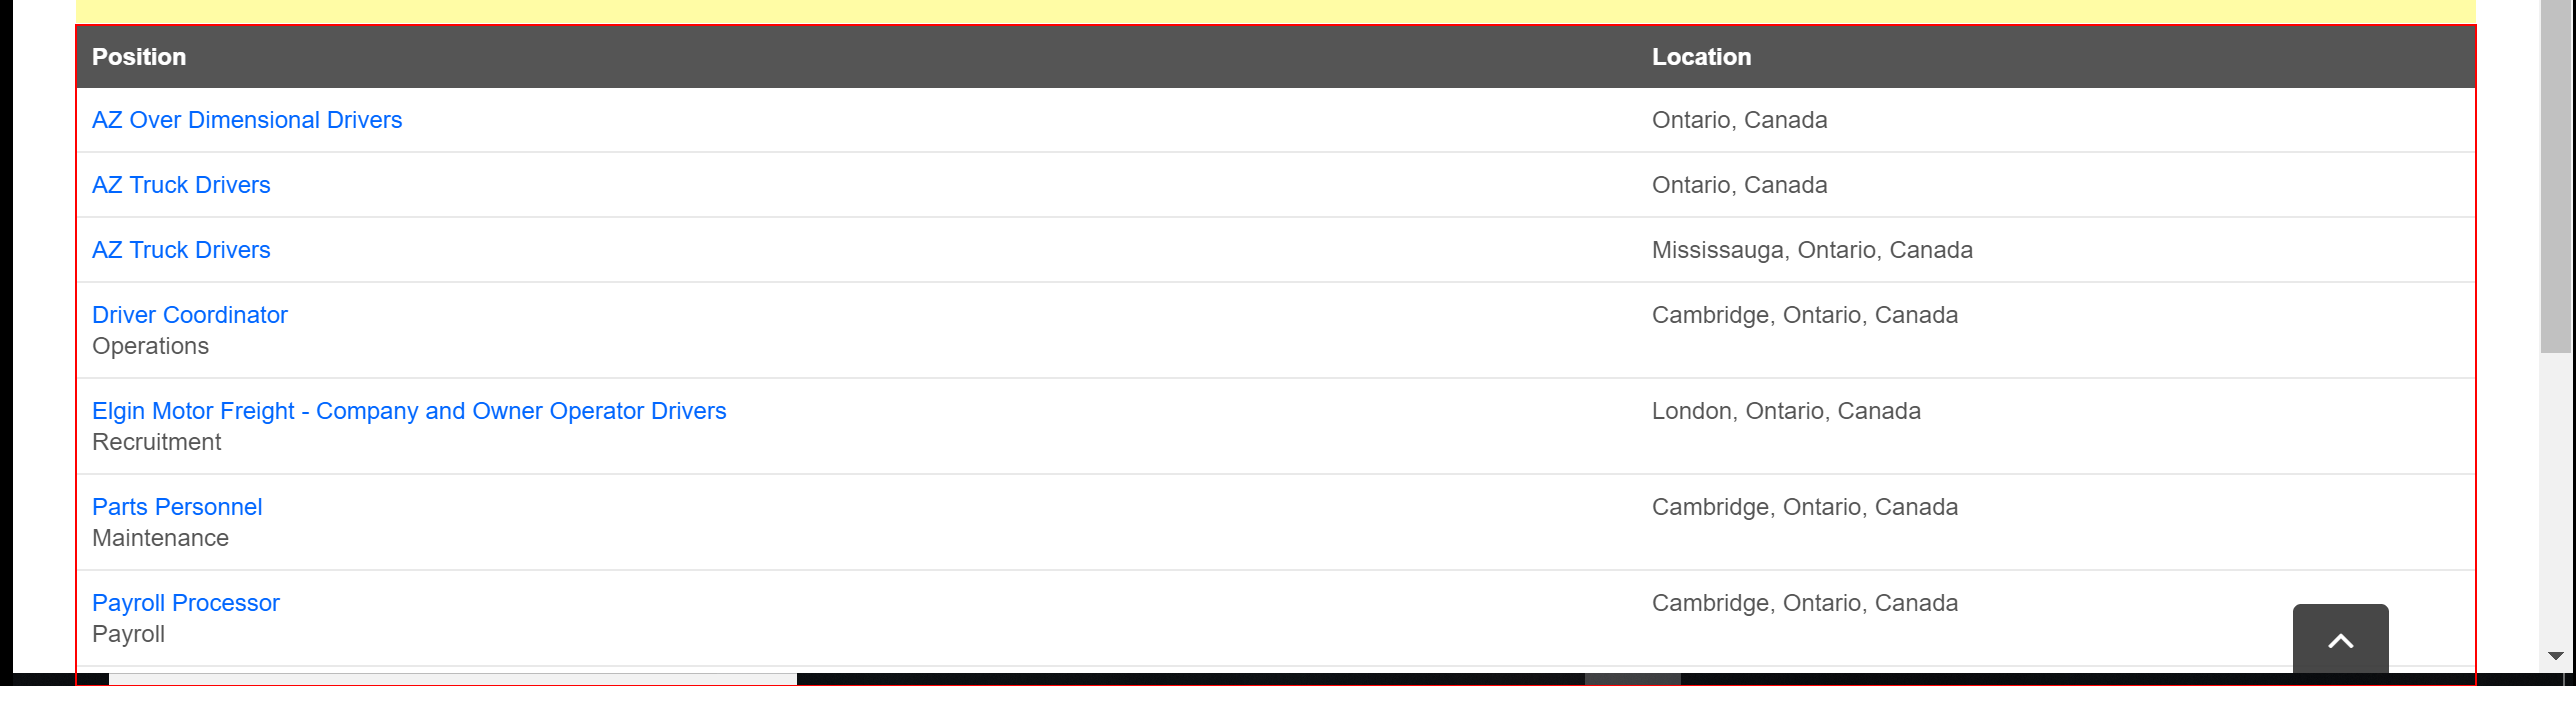 Position Location
AZ Over Dimensional Drivers Ontario, Canada
AZ Truck Drivers Ontario, Canada
AZ Truck Drivers Mississauga, Ontario, Canada
Driver Coordinator Cambridge, Ontario, Canada
Operations
Elgin Motor Freight - Company and Owner Operator Drivers London, Ontario, Canada
Recruitment
Parts Personnel Cambridge, Ontario, Canada
Maintenance
Payroll Processor Cambridge, Ontario, Canada
Payroll